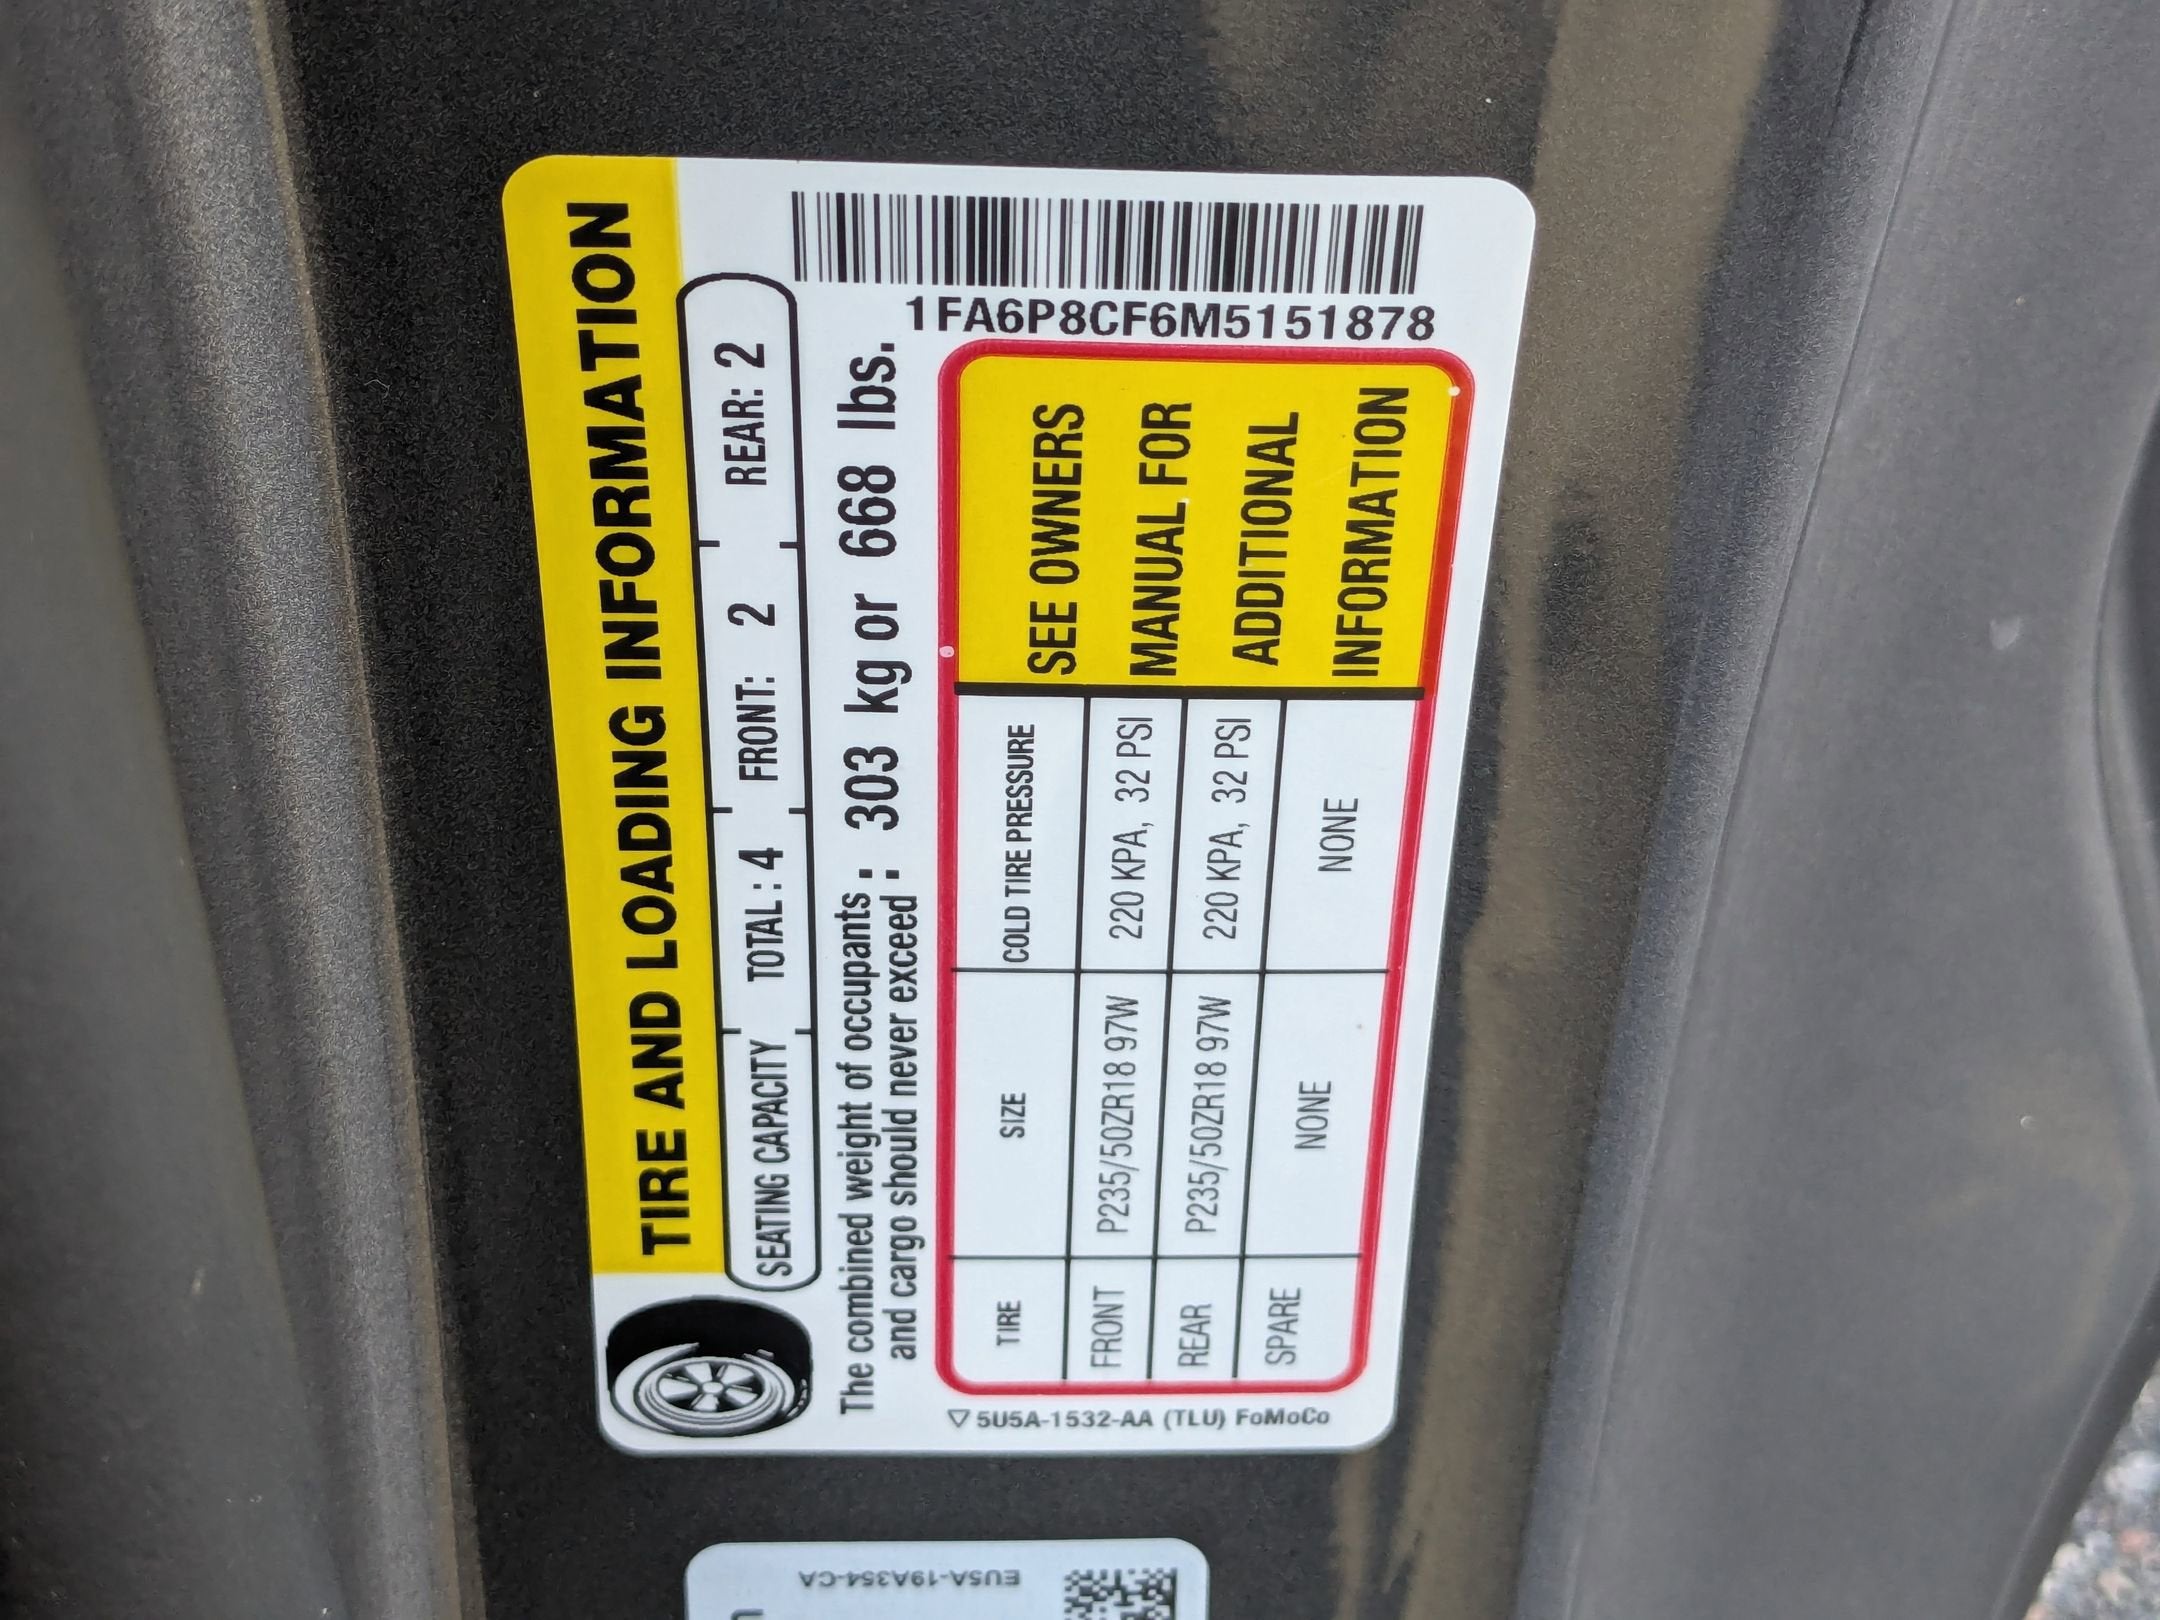 TIRE AND LOADING INFORMATION
SEATING CAPACITY TOTAL : 4 FRONT: 2 REAR: 2
The combined weight of occupants :
and cargo should never exceed : 303 kg or 668 lbs.
1FA6P8CF6M5151878
TIRE SIZE COLD TIRE PRESSURE
FRONT P235/50ZR18 97W 220 KPA, 32 PSI
REAR P235/50ZR18 97W 220 KPA, 32 PSI
SPARE NONE NONE
SEE OWNERS
MANUAL FOR
ADDITIONAL
INFORMATION
5U5A-1532-AA (TLU) FoMoCo
EU5A-19A354-CA